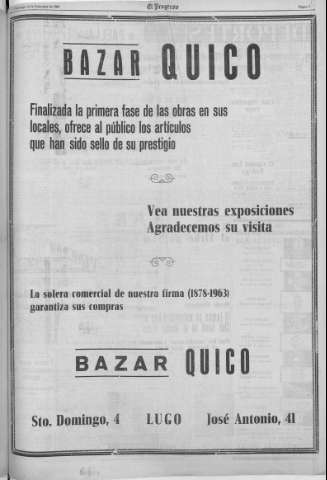 El Progreso
BAZAR QUICO
Finalizada la primera fase de las obras en sus
locales, ofrece al público los artículos
que han sido sello de su prestigio
Vea nuestras exposiciones
Agradecemos su visita
La solera comercial de nuestra firma (1878-1963)
garantiza sus compras
BAZAR QUICO
Sto. Domingo, 4 LUGO José Antonio, 41